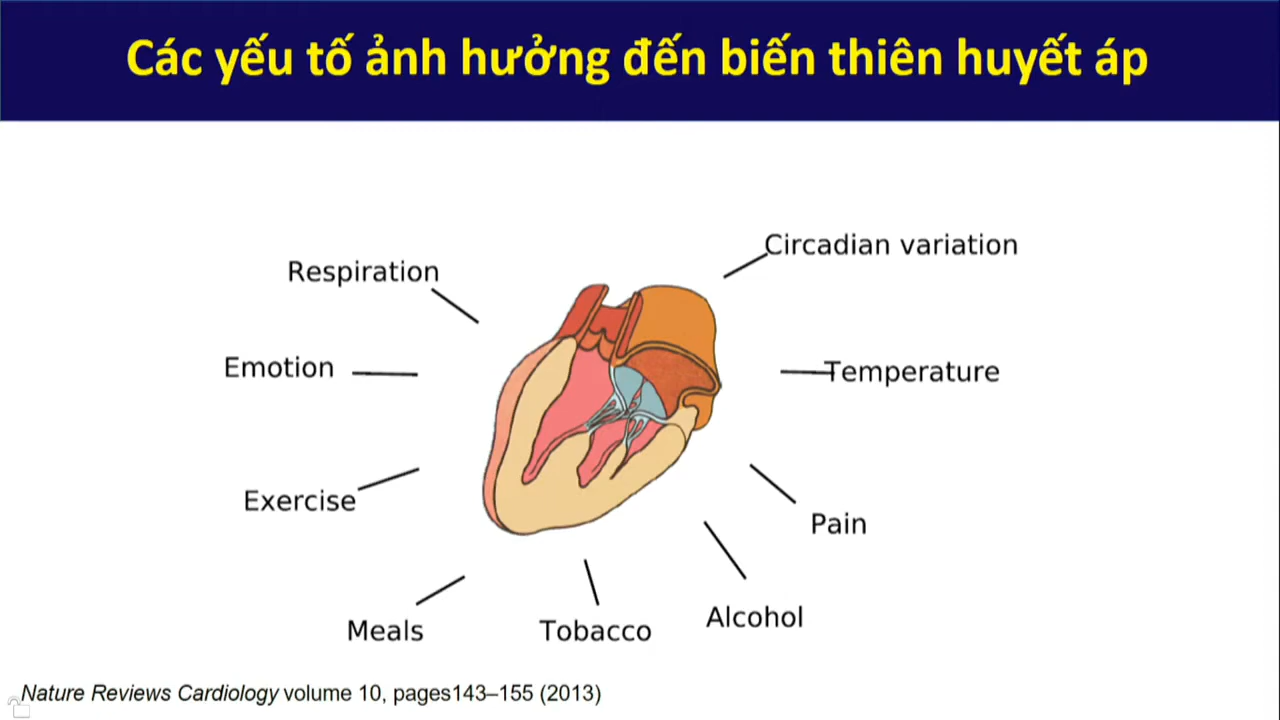 Các yếu tố ảnh hưởng đến biến thiên huyết áp
Circadian variation
Respiration
Emotion
Temperature
Exercise
Pain
Meals
Tobacco
Alcohol
Nature Reviews Cardiology volume 10, pages143–155 (2013)